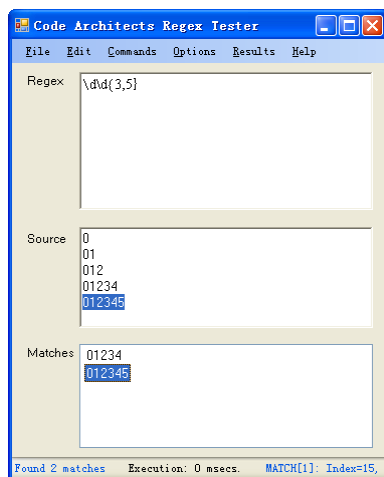 Code Architects Regex Tester
File Edit Commands Options Results Help
Regex
\d\d{3,5}
Source
0
01
012
01234
012345
Matches
01234
012345
Found 2 matches Execution: 0 msecs. MATCH[1]: Index=15,